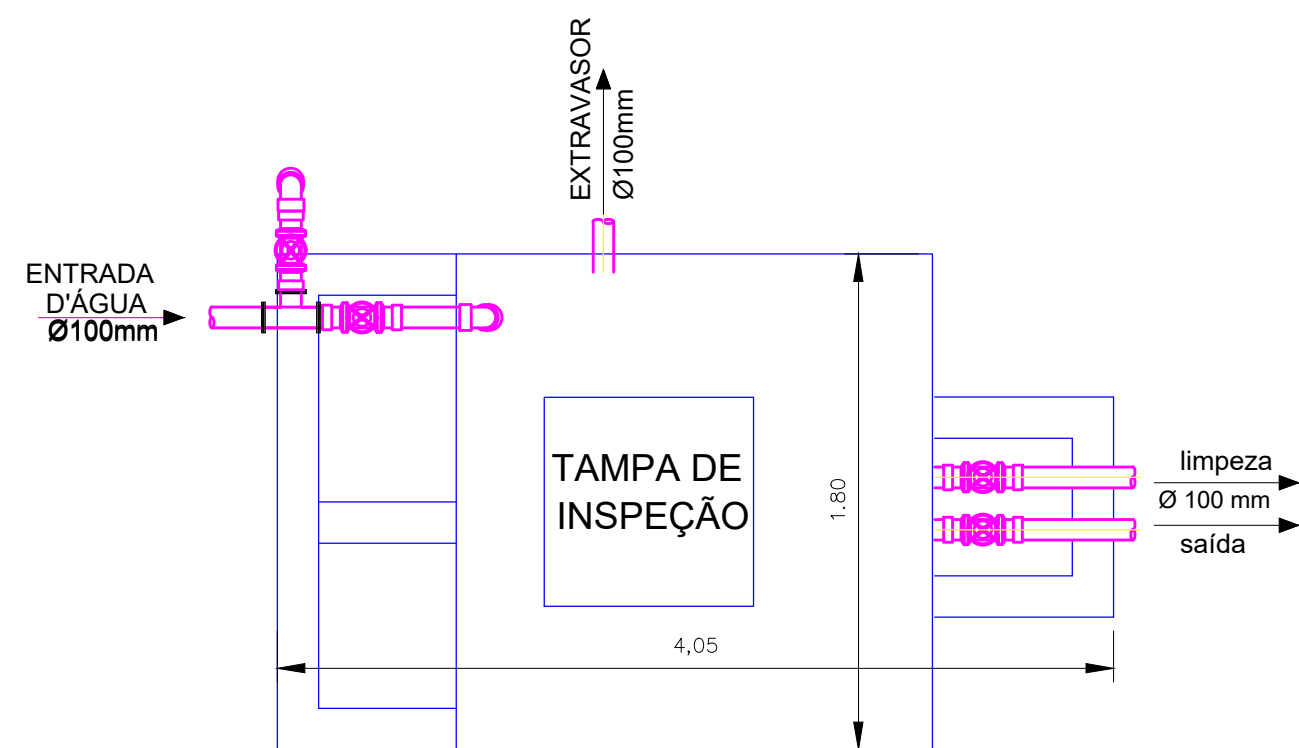 EXTRAVASOR
Ø100mm
ENTRADA
D'ÁGUA
Ø100mm
TAMPA DE
INSPEÇÃO
1.80
limpeza
Ø 100 mm
saída
4,05